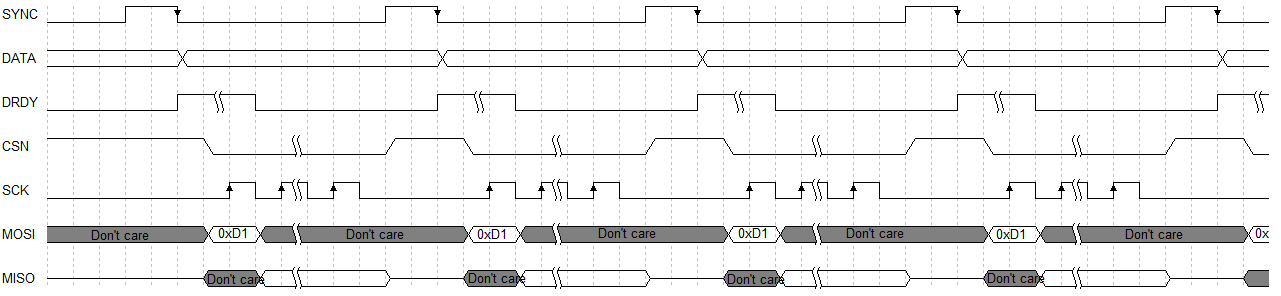 SYNC
DATA
DRDY
CSN
SCK
MOSI Don't care 0xD1 Don't care 0xD1 Don't care 0xD1 Don't care 0xD1 Don't care 0x
MISO Don't care Don't care Don't care Don't care